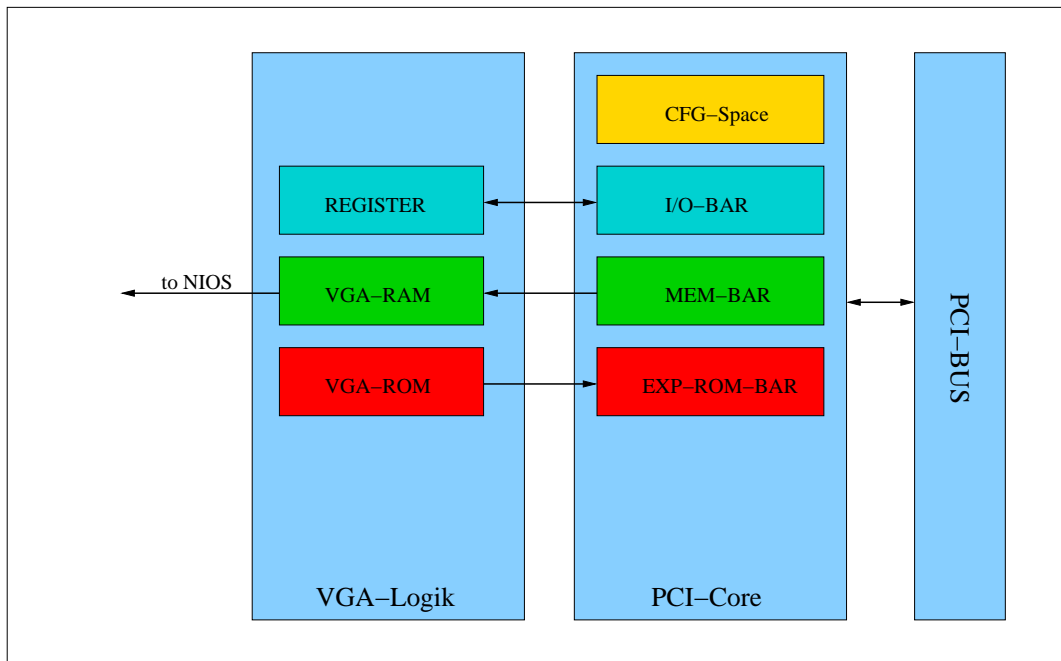 CFG–Space
REGISTER
I/O–BAR
to NIOS
VGA–RAM
MEM–BAR
VGA–ROM
EXP–ROM–BAR
PCI–BUS
VGA–Logik
PCI–Core